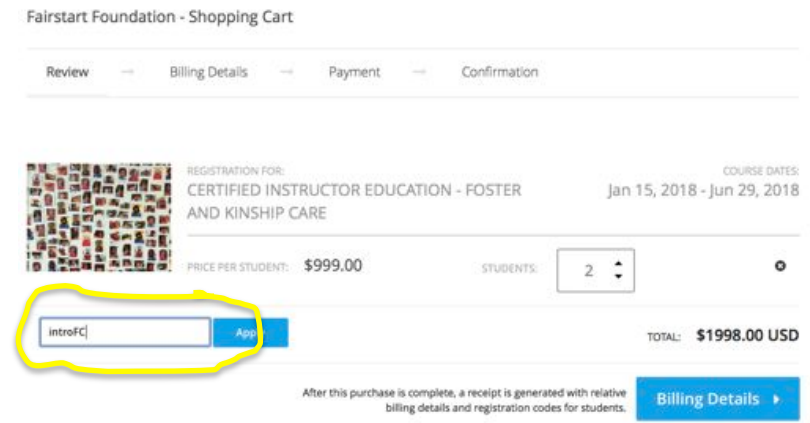 Fairstart Foundation - Shopping Cart
Review → Billing Details → Payment → Confirmation
REGISTRATION FOR:
CERTIFIED INSTRUCTOR EDUCATION - FOSTER
AND KINSHIP CARE
COURSE DATES:
Jan 15, 2018 - Jun 29, 2018
PRICE PER STUDENT: $999.00 STUDENTS: 2
introFC Apply
TOTAL: $1998.00 USD
After this purchase is complete, a receipt is generated with relative
billing details and registration codes for students.
Billing Details